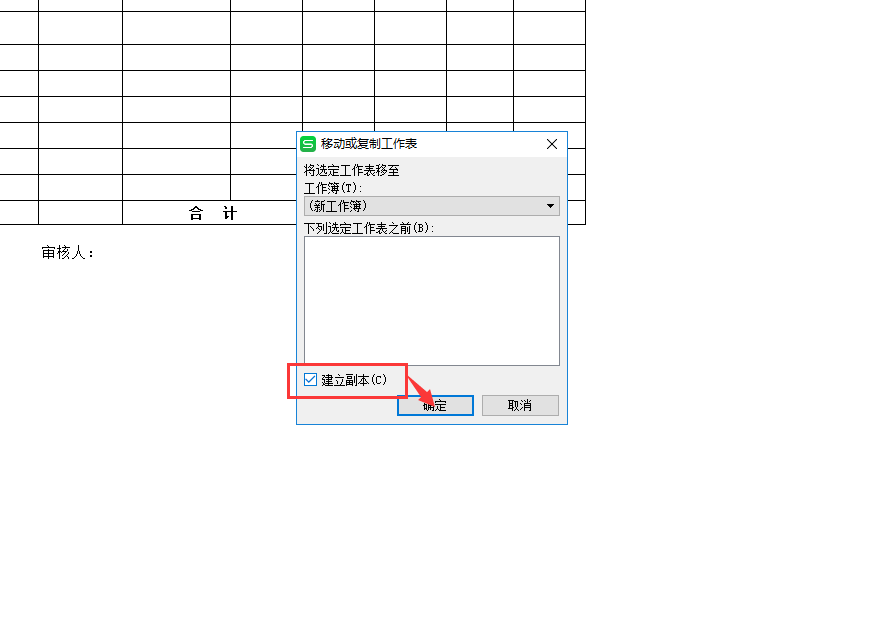 移动或复制工作表
将选定工作表移至
工作簿(T):
(新工作簿)
合 计
下列选定工作表之前(B):
审核人：
建立副本(C)
确定
取消